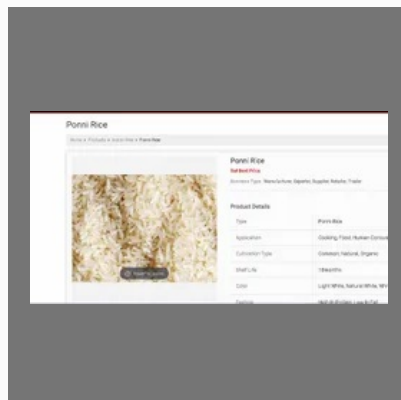 Ponni Rice
Home > Products > Indian Rice > Ponni Rice
Ponni Rice
Get Best Price
Business Type: Manufacturer, Exporter, Supplier, Retailer, Trader
Product Details
Type Ponni Rice
Application Cooking, Food, Human
Cultivation Type Common, Natural, Organic
Shelf Life
Color Light White, Natural White,